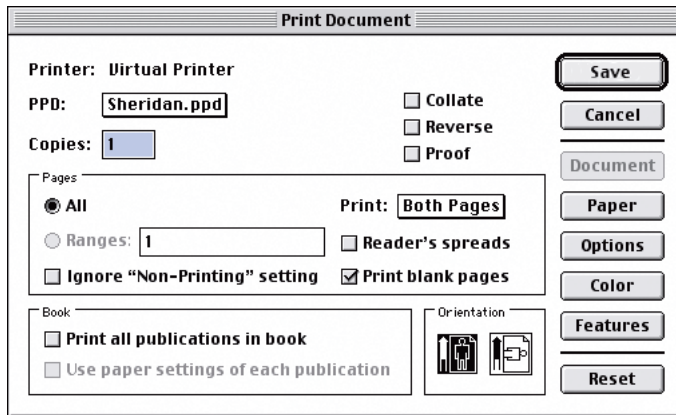 Print Document
Printer: Virtual Printer
PPD: Sheridan.ppd
Copies: 1
Collate
Reverse
Proof
Pages
All
Print: Both Pages
Ranges: 1
Reader's spreads
Ignore “Non-Printing” setting
Print blank pages
Book
Print all publications in book
Use paper settings of each publication
Orientation
Save
Cancel
Document
Paper
Options
Color
Features
Reset